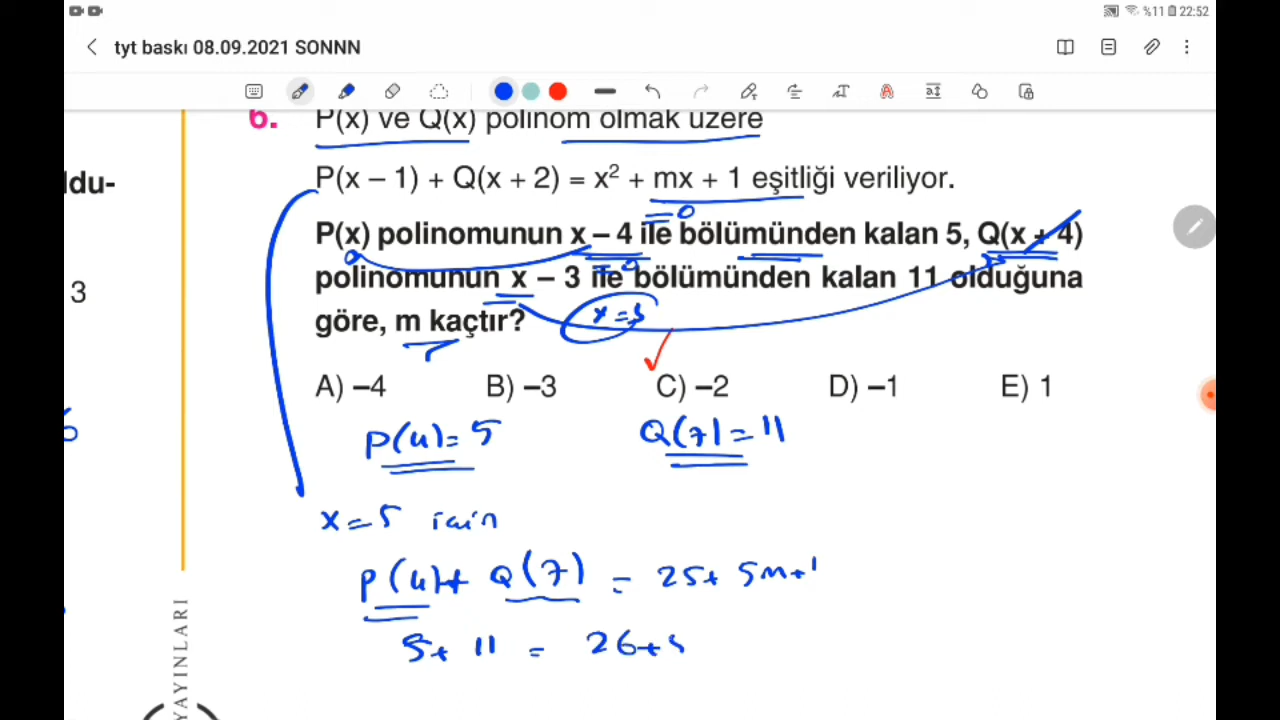 %11 22:52
tyt baskı 08.09.2021 SONNN
6. P(x) ve Q(x) polinom olmak üzere
ldu-
P(x – 1) + Q(x + 2) = x² + mx + 1 eşitliği veriliyor.
= 0
P(x) polinomunun x – 4 ile bölümünden kalan 5, Q(x + 4)
= 0
polinomunun x – 3 ile bölümünden kalan 11 olduğuna
3
göre, m kaçtır?
x = 3
A) –4 B) –3 C) –2 D) –1 E) 1
P(4) = 5 Q(7) = 11
x = 5 için
P(4) + Q(7) = 25 + 5m + 1
5 + 11 = 26 + 5
YAYINLARI